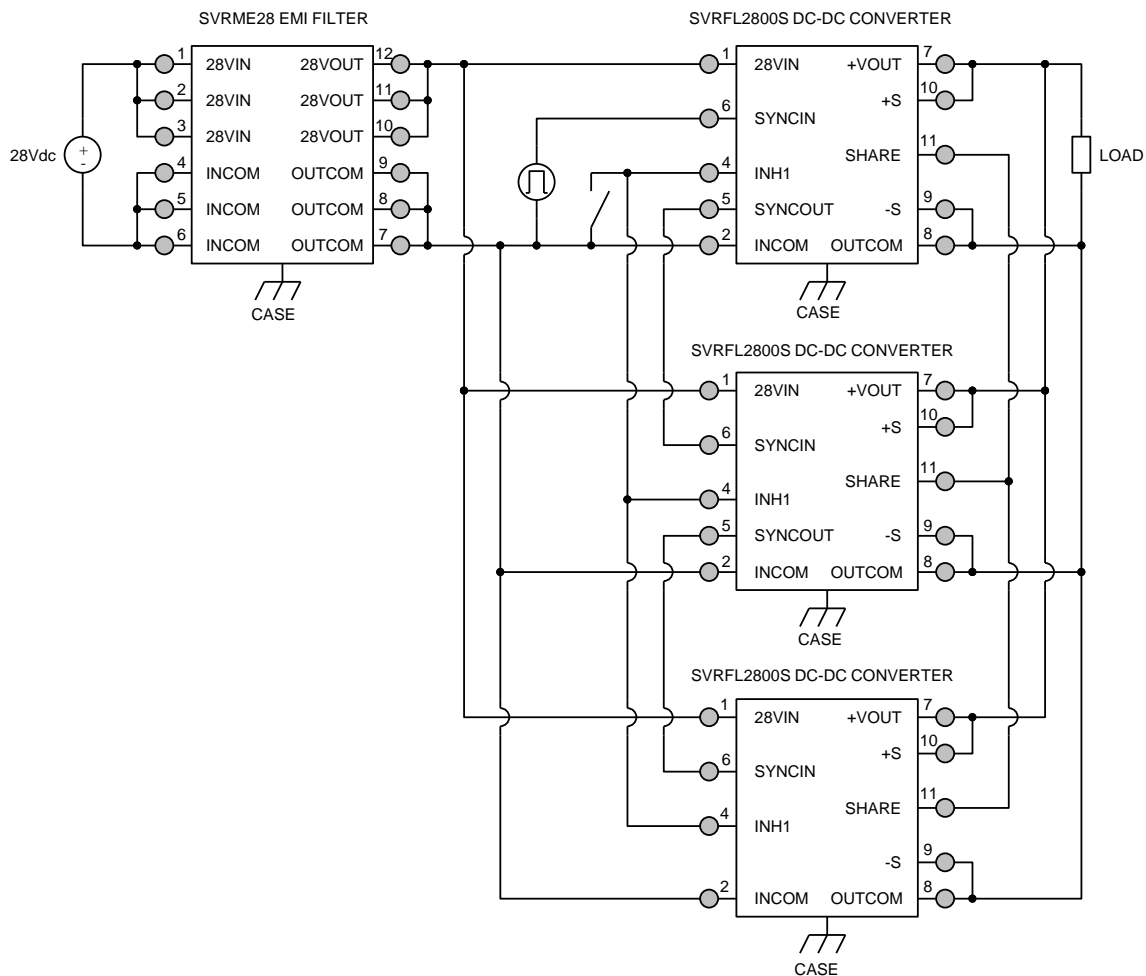 SVRME28 EMI FILTER
SVRFL2800S DC-DC CONVERTER
1 28VIN 28VOUT 12
2 28VIN 28VOUT 11
3 28VIN 28VOUT 10
4 INCOM OUTCOM 9
5 INCOM OUTCOM 8
6 INCOM OUTCOM 7
CASE
28Vdc
+
-
1 28VIN +VOUT 7
+S 10
6 SYNCIN
SHARE 11
4 INH1
5 SYNCOUT -S 9
2 INCOM OUTCOM 8
CASE
LOAD
SVRFL2800S DC-DC CONVERTER
1 28VIN +VOUT 7
+S 10
6 SYNCIN
SHARE 11
4 INH1
5 SYNCOUT -S 9
2 INCOM OUTCOM 8
CASE
SVRFL2800S DC-DC CONVERTER
1 28VIN +VOUT 7
+S 10
6 SYNCIN
SHARE 11
4 INH1
-S 9
2 INCOM OUTCOM 8
CASE